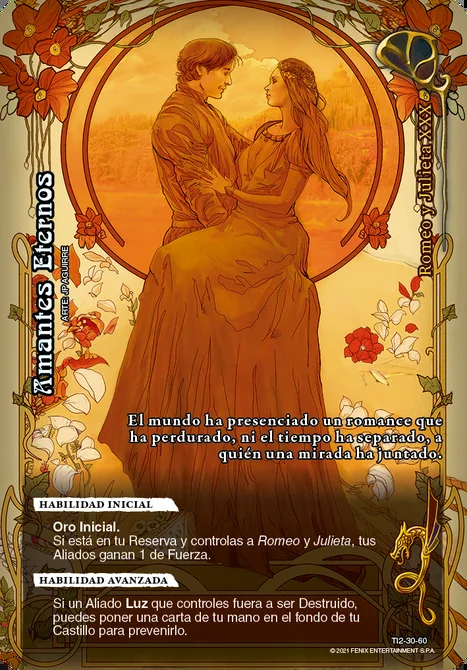 Amantes Eternos
ARTE: JP AGUIRRE
Romeo y Julieta XXX
El mundo ha presenciado un romance que
ha perdurado, ni el tiempo ha separado, a
quién una mirada ha juntado.
HABILIDAD INICIAL
Oro Inicial.
Si está en tu Reserva y controlas a Romeo y Julieta, tus
Aliados ganan 1 de Fuerza.
HABILIDAD AVANZADA
Si un Aliado Luz que controles fuera a ser Destruido,
puedes poner una carta de tu mano en el fondo de tu
Castillo para prevenirlo.
TI2-30-60
© 2021 FENIX ENTERTAINMENT S.P.A.